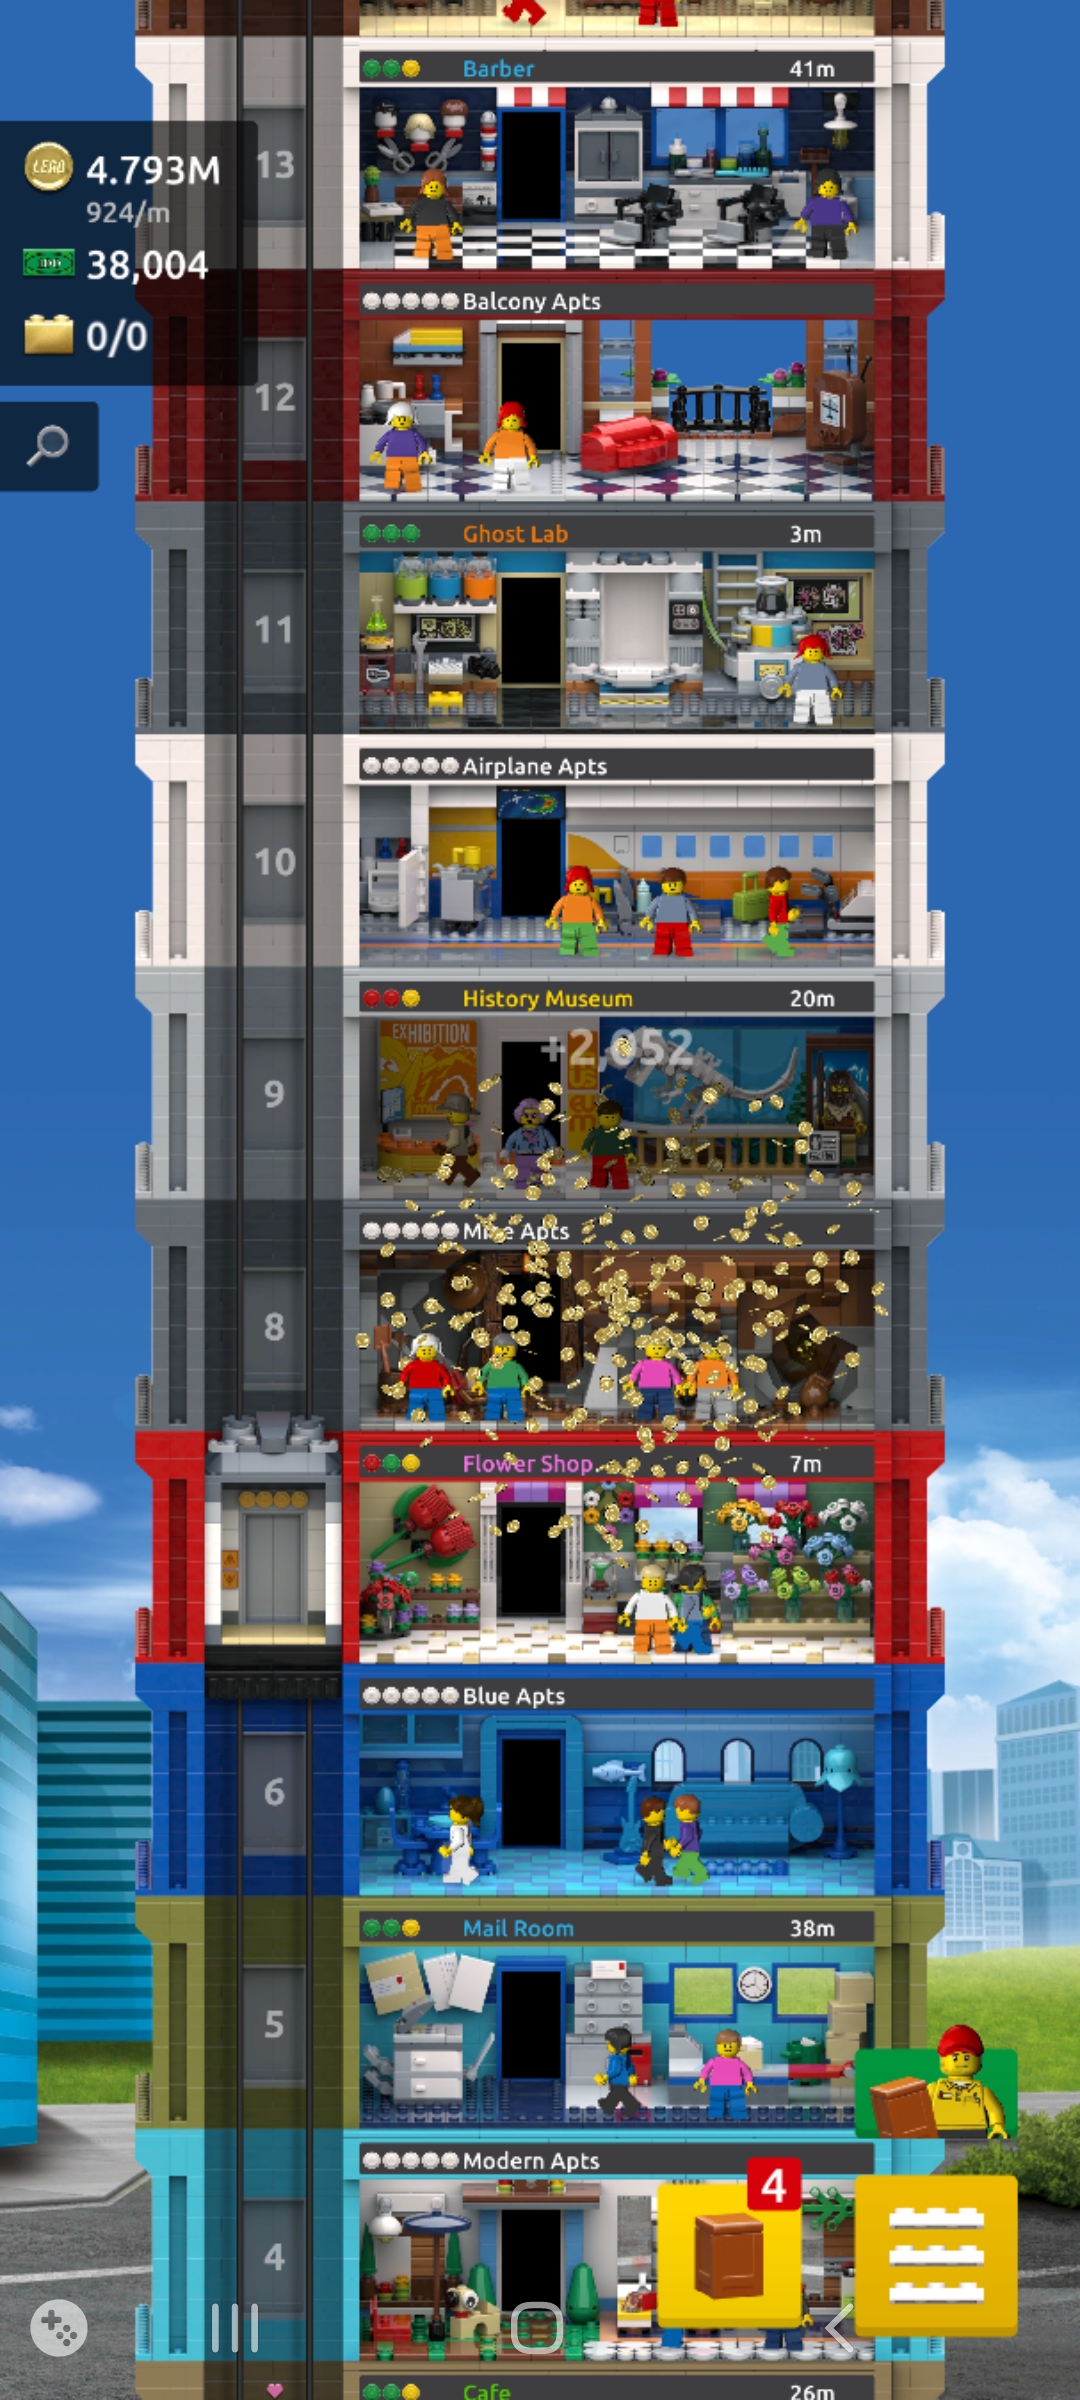 Barber 41m
LEGO 4.793M
924/m
38,004
0/0
13
Balcony Apts
12
Ghost Lab 3m
11
Airplane Apts
10
History Museum 20m
EXHIBITION
+2,052
9
Mine Apts
8
Flower Shop 7m
Blue Apts
6
Mail Room 38m
5
Modern Apts
4
4
Cafe 26m